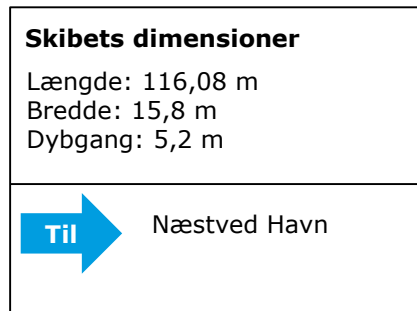 Skibets dimensioner
Længde: 116,08 m
Bredde: 15,8 m
Dybgang: 5,2 m
Til
Næstved Havn